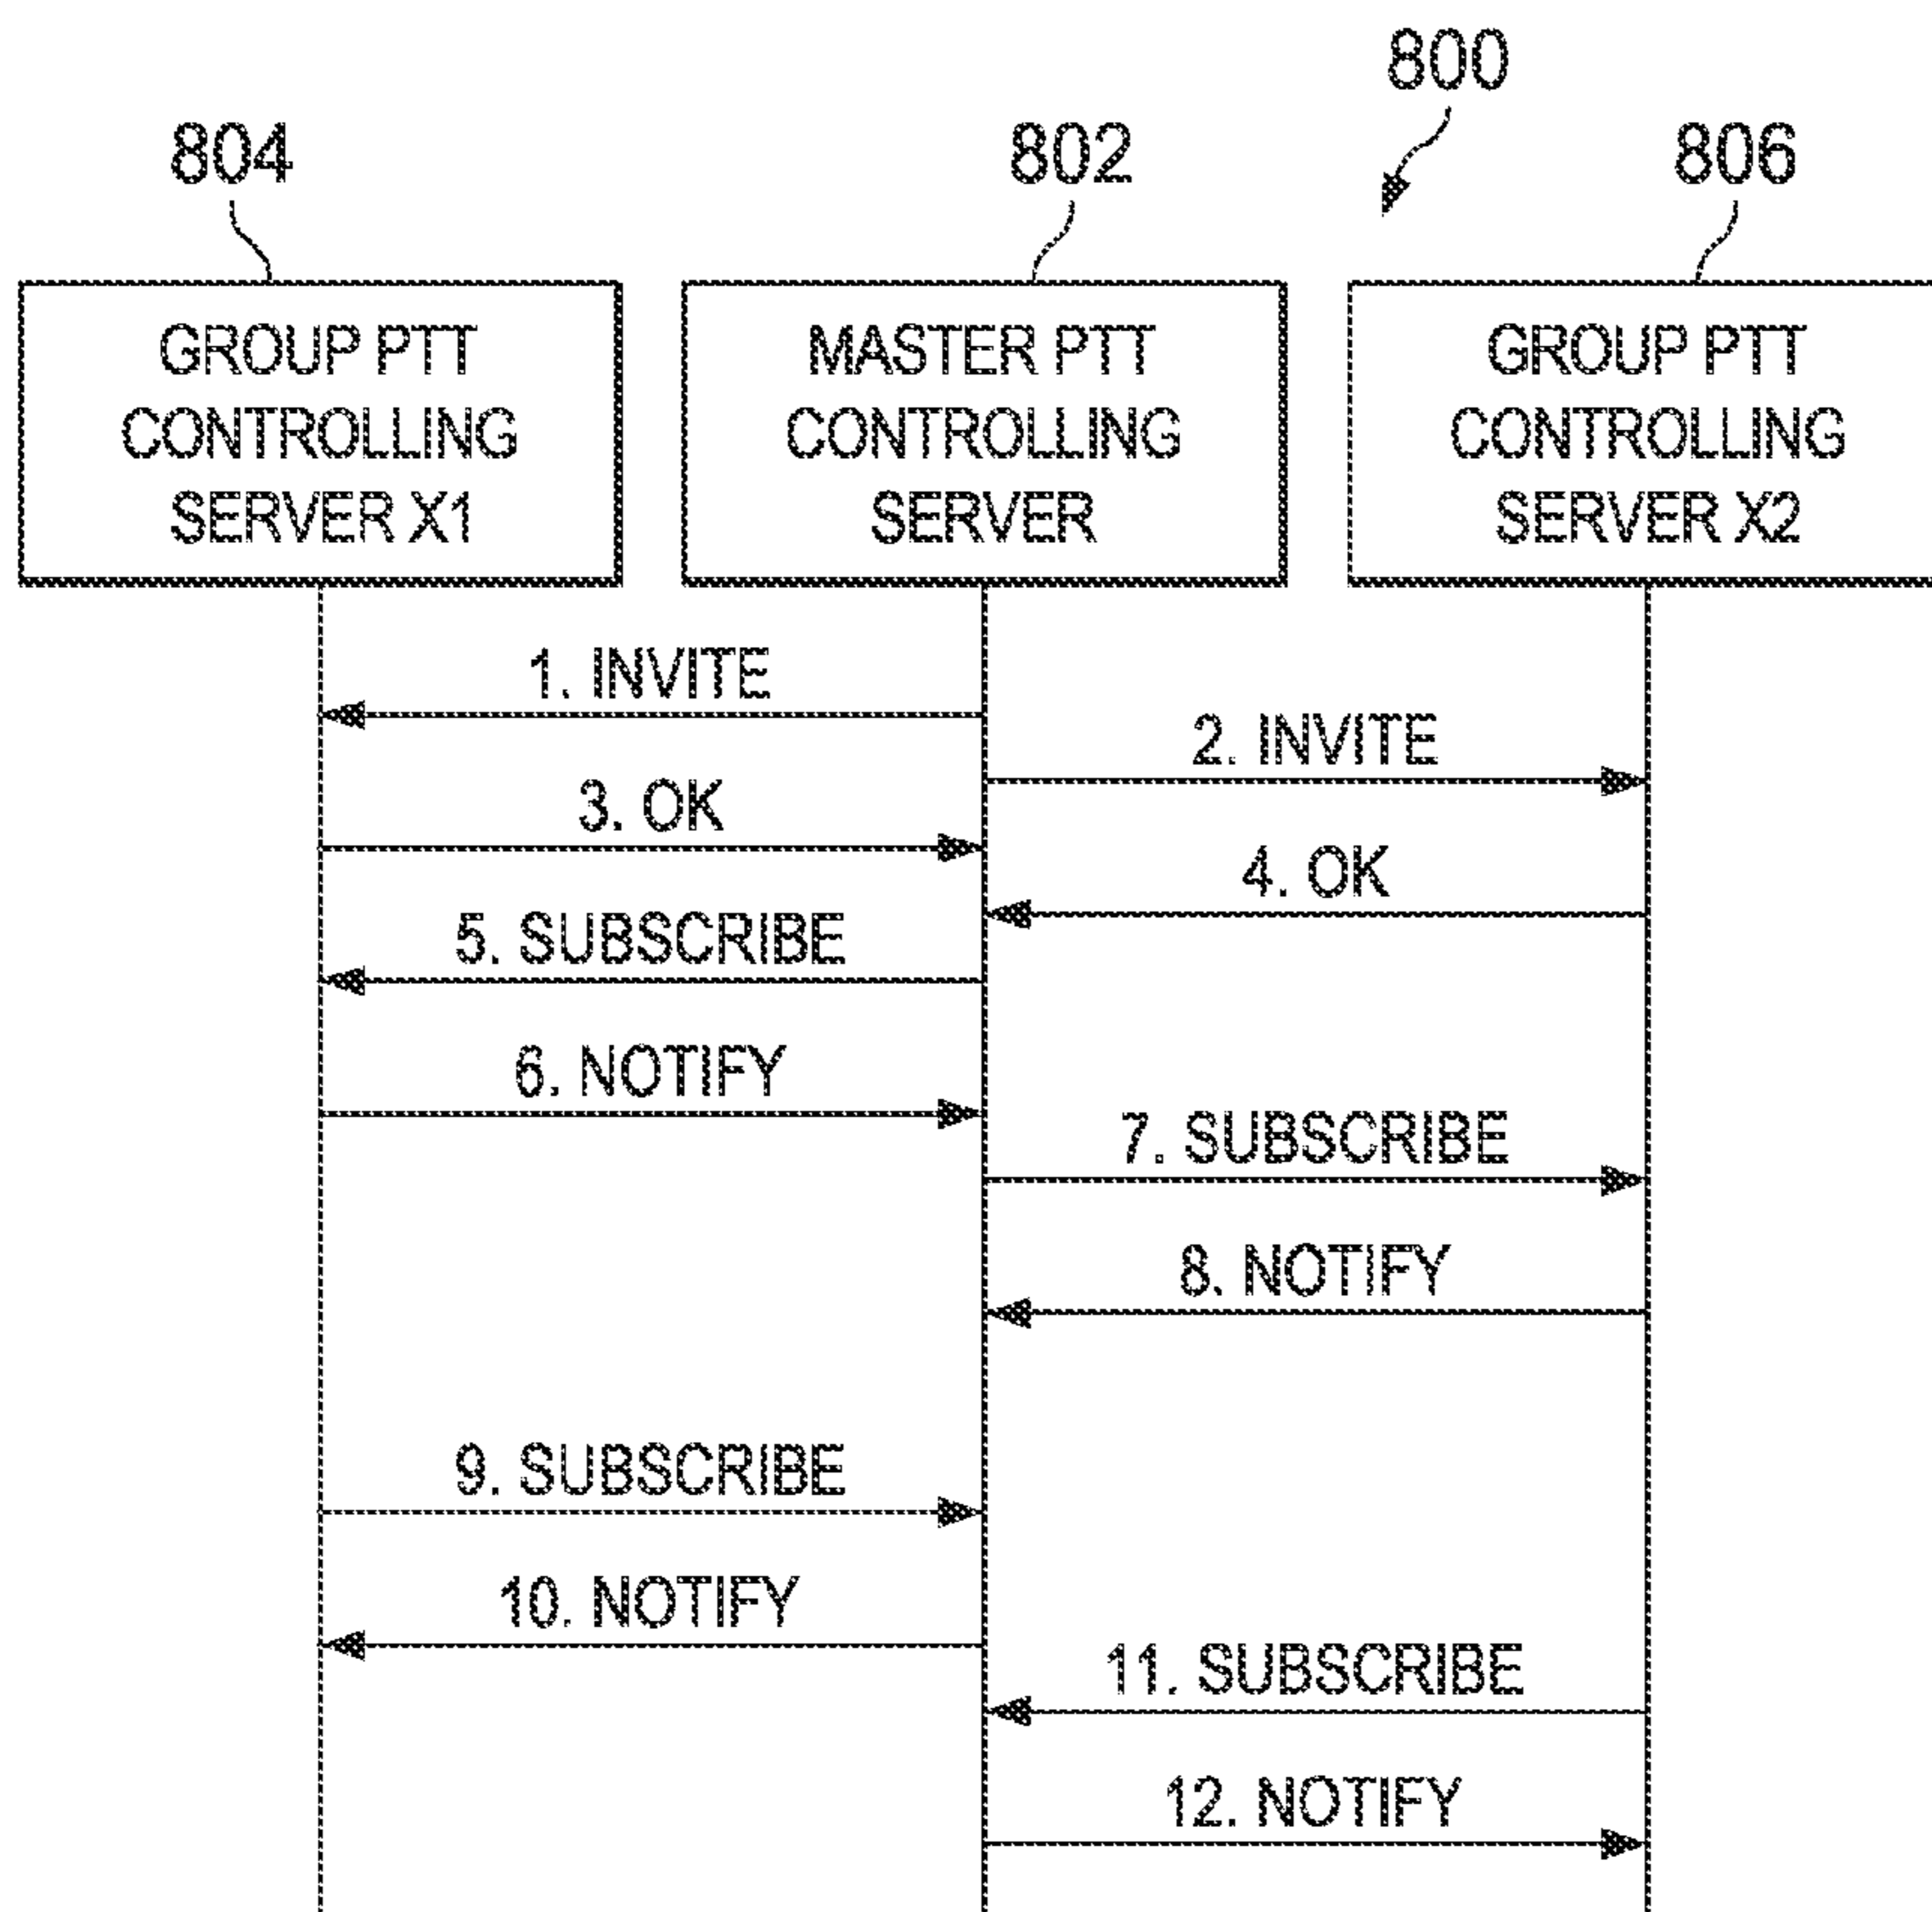 800
804
802
806
GROUP PTT
CONTROLLING
SERVER X1
MASTER PTT
CONTROLLING
SERVER
GROUP PTT
CONTROLLING
SERVER X2
1. INVITE
2. INVITE
3. OK
4. OK
5. SUBSCRIBE
6. NOTIFY
7. SUBSCRIBE
8. NOTIFY
9. SUBSCRIBE
10. NOTIFY
11. SUBSCRIBE
12. NOTIFY